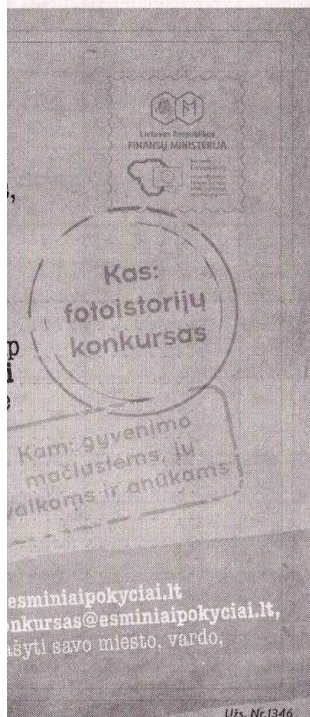 Lietuvos Respublikos
FINANSŲ MINISTERIJA
,
Kas:
fotoistorijų
konkursas
p
i
e
Kam: gyvenimo
mačiusiems, jų
vaikams ir anūkams
esminiaipokyciai.lt
onkursas@esminiaipokyciai.lt,
ašyti savo miesto, vardo,
Užs. Nr.1346